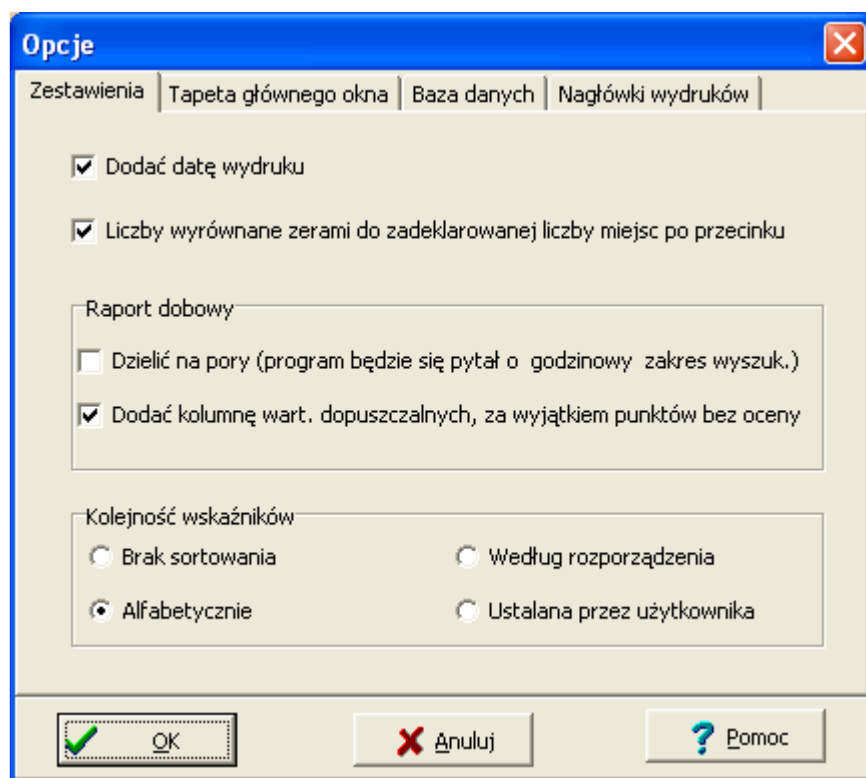 Opcje
Zestawienia Tapeta głównego okna Baza danych Nagłówki wydruków
Dodać datę wydruku
Liczby wyrównane zerami do zadeklarowanej liczby miejsc po przecinku
Raport dobowy
Dzielić na pory (program będzie się pytał o godzinowy zakres wyszuk.)
Dodać kolumnę wart. dopuszczalnych, za wyjątkiem punktów bez oceny
Kolejność wskaźników
Brak sortowania Według rozporządzenia
Alfabetycznie Ustalana przez użytkownika
OK Anuluj Pomoc